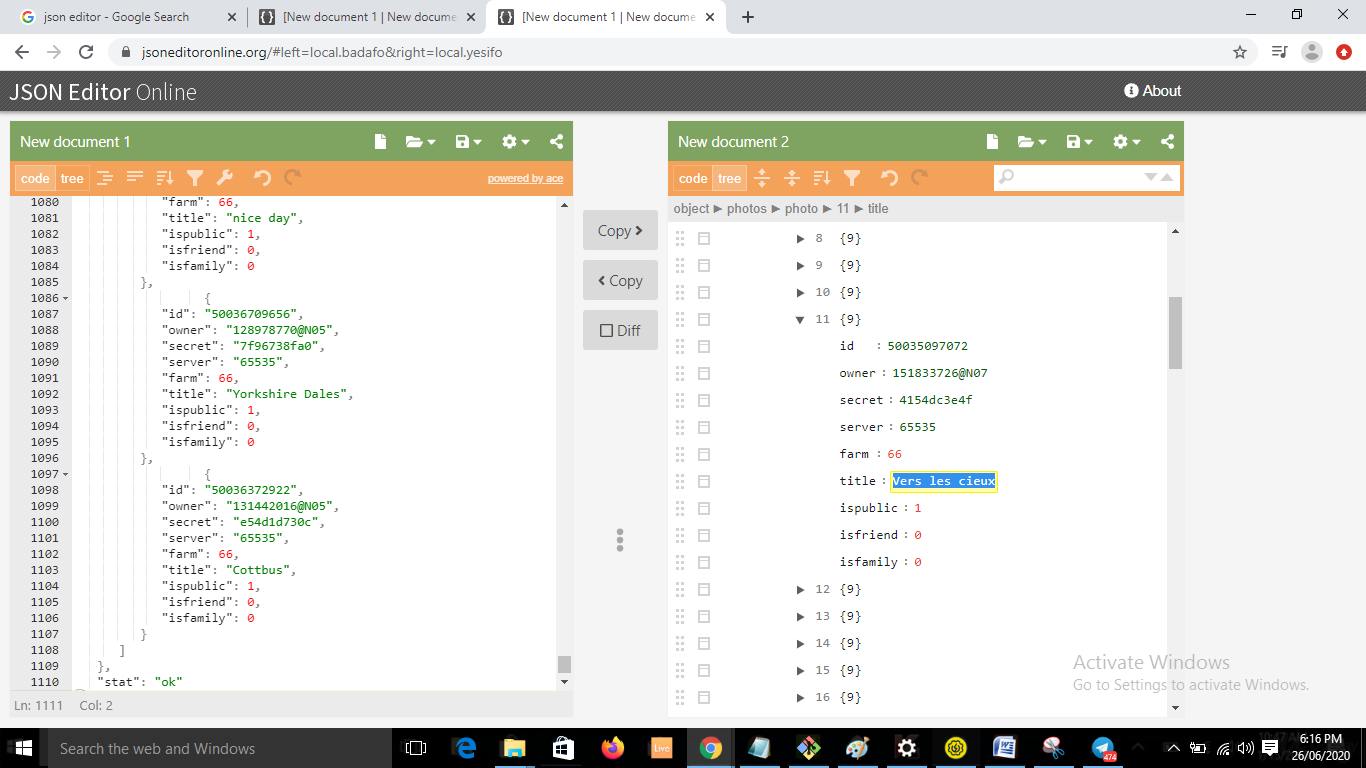 json editor - Google Search
[New document 1 | New docume
[New document 1 | New docume
jsoneditoronline.org/#left=local.badafo&right=local.yesifo
JSON Editor Online
About
New document 1
code tree
powered by ace
1080 "farm": 66,
1081 "title": "nice day",
1082 "ispublic": 1,
1083 "isfriend": 0,
1084 "isfamily": 0
1085 },
1086 {
1087 "id": "50036709656",
1088 "owner": "128978770@N05",
1089 "secret": "7f96738fa0",
1090 "server": "65535",
1091 "farm": 66,
1092 "title": "Yorkshire Dales",
1093 "ispublic": 1,
1094 "isfriend": 0,
1095 "isfamily": 0
1096 },
1097 {
1098 "id": "50036372922",
1099 "owner": "131442016@N05",
1100 "secret": "e54d1d730c",
1101 "server": "65535",
1102 "farm": 66,
1103 "title": "Cottbus",
1104 "ispublic": 1,
1105 "isfriend": 0,
1106 "isfamily": 0
1107 }
1108 ]
1109 },
1110 "stat": "ok"
Ln: 1111 Col: 2
Copy >
< Copy
Diff
New document 2
code tree
object ► photos ► photo ► 11 ► title
8 {9}
9 {9}
10 {9}
11 {9}
id : 50035097072
owner : 151833726@N07
secret : 4154dc3e4f
server : 65535
farm : 66
title : Vers les cieux
ispublic : 1
isfriend : 0
isfamily : 0
12 {9}
13 {9}
14 {9}
15 {9}
16 {9}
Activate Windows
Go to Settings to activate Windows.
Search the web and Windows
Live
W
474
6:16 PM
26/06/2020